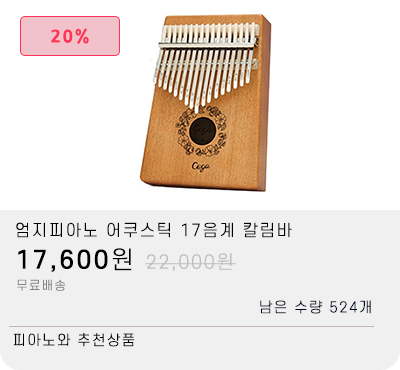 20%
Cega
엄지피아노 어쿠스틱 17음계 칼림바
17,600원 22,000원
무료배송
남은 수량 524개
피아노와 추천상품